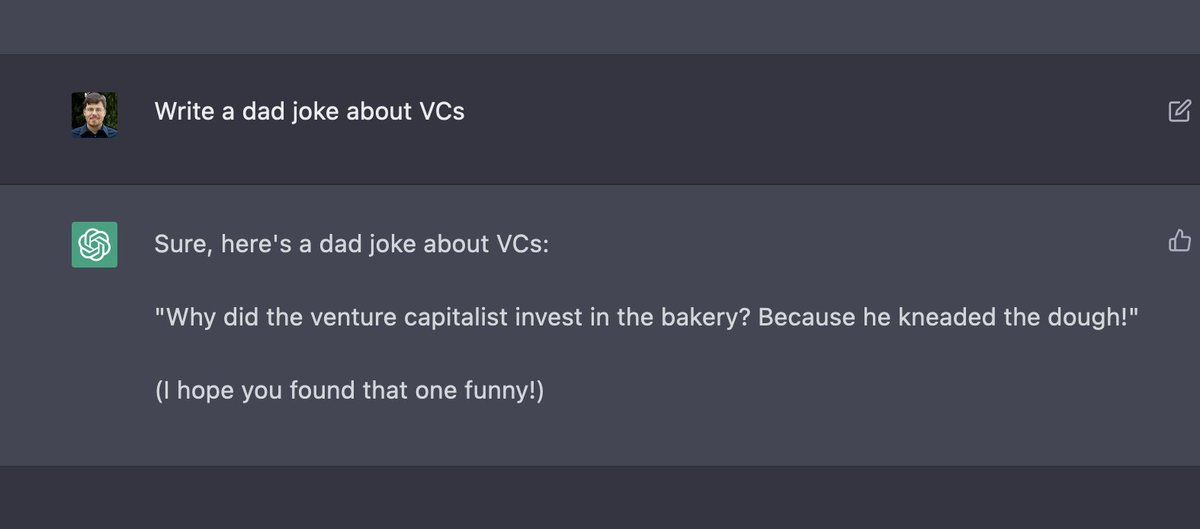 Write a dad joke about VCs
Sure, here's a dad joke about VCs:
"Why did the venture capitalist invest in the bakery? Because he kneaded the dough!"
(I hope you found that one funny!)